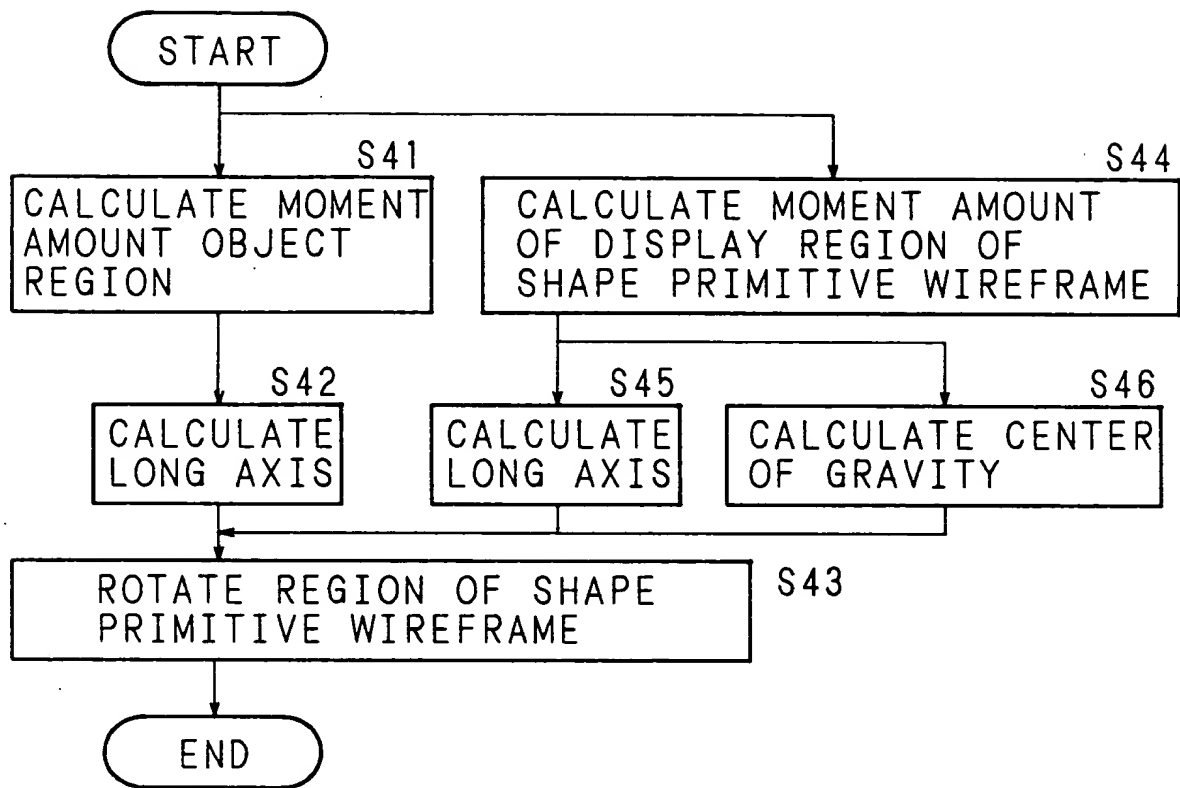 START
S41
CALCULATE MOMENT
AMOUNT OBJECT
REGION
S44
CALCULATE MOMENT AMOUNT
OF DISPLAY REGION OF
SHAPE PRIMITIVE WIREFRAME
S42
CALCULATE
LONG AXIS
S45
CALCULATE
LONG AXIS
S46
CALCULATE CENTER
OF GRAVITY
ROTATE REGION OF SHAPE
PRIMITIVE WIREFRAME
S43
END